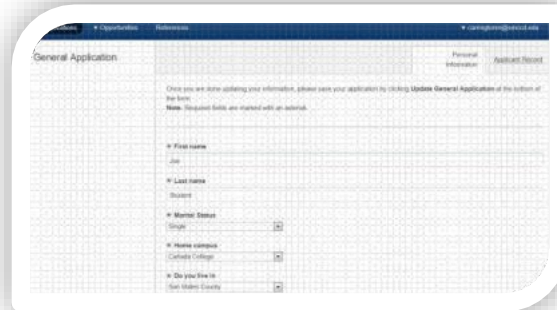 Opportunities References
General Application
Personal Information
Applicant Record
Once you are done updating your information, please save your application by clicking Update General Application at the bottom of
the form.
Note: Required fields are marked with an asterisk.
* First name
Joe
* Last name
Student
* Marital Status
Single
* Home campus
Cañada College
* Do you live in
San Mateo County